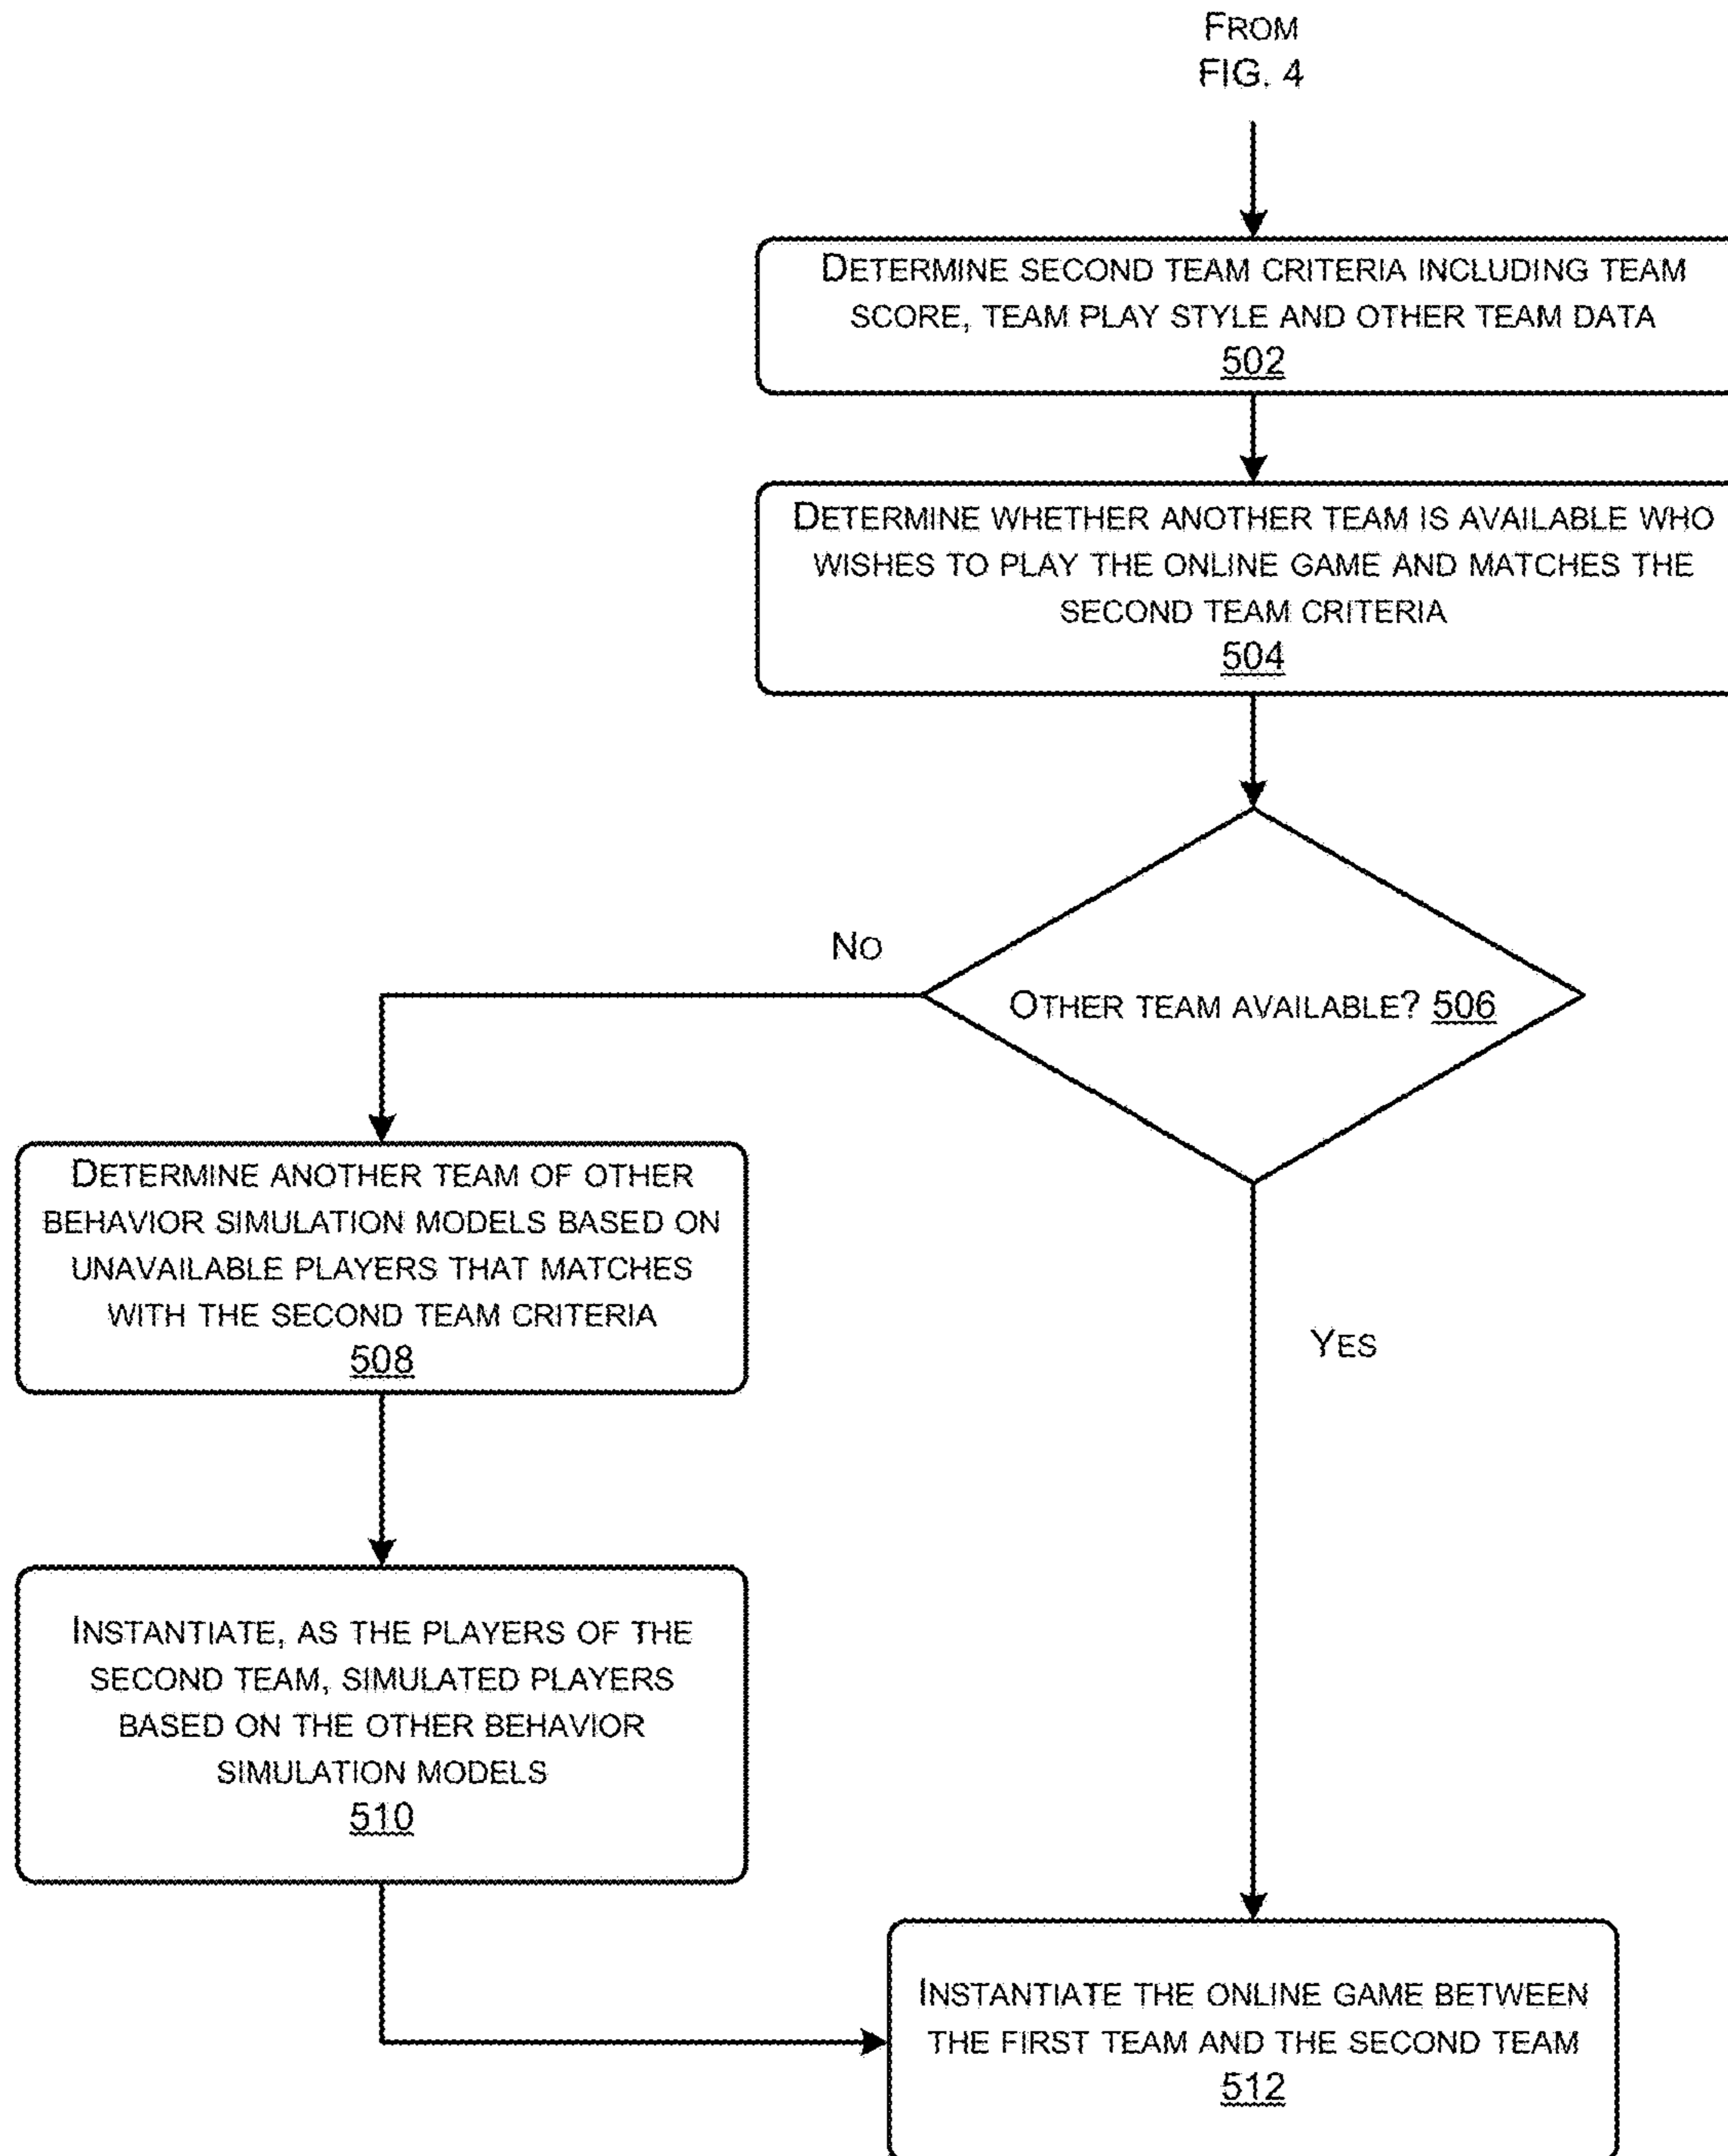 FROM
FIG. 4
DETERMINE SECOND TEAM CRITERIA INCLUDING TEAM
SCORE, TEAM PLAY STYLE AND OTHER TEAM DATA
502
DETERMINE WHETHER ANOTHER TEAM IS AVAILABLE WHO
WISHES TO PLAY THE ONLINE GAME AND MATCHES THE
SECOND TEAM CRITERIA
504
NO
OTHER TEAM AVAILABLE? 506
DETERMINE ANOTHER TEAM OF OTHER
BEHAVIOR SIMULATION MODELS BASED ON
UNAVAILABLE PLAYERS THAT MATCHES
WITH THE SECOND TEAM CRITERIA
508
YES
INSTANTIATE, AS THE PLAYERS OF THE
SECOND TEAM, SIMULATED PLAYERS
BASED ON THE OTHER BEHAVIOR
SIMULATION MODELS
510
INSTANTIATE THE ONLINE GAME BETWEEN
THE FIRST TEAM AND THE SECOND TEAM
512